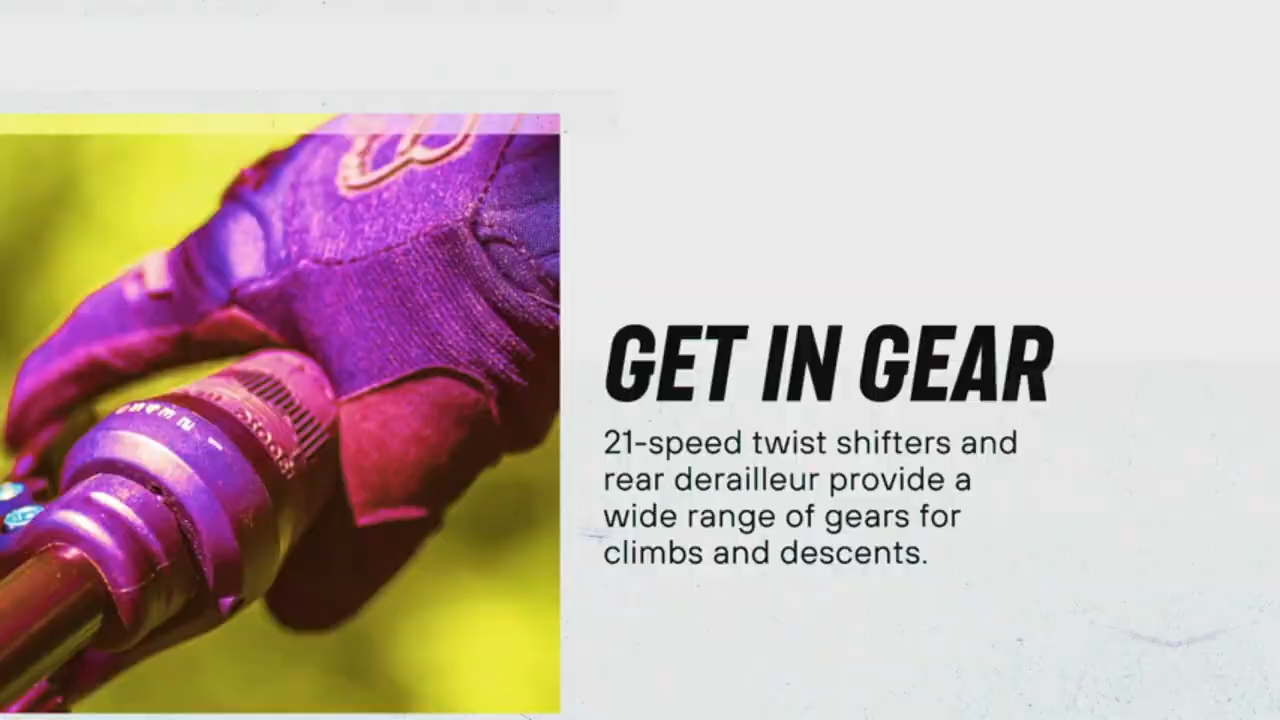 GET IN GEAR
21-speed twist shifters and
rear derailleur provide a
wide range of gears for
climbs and descents.